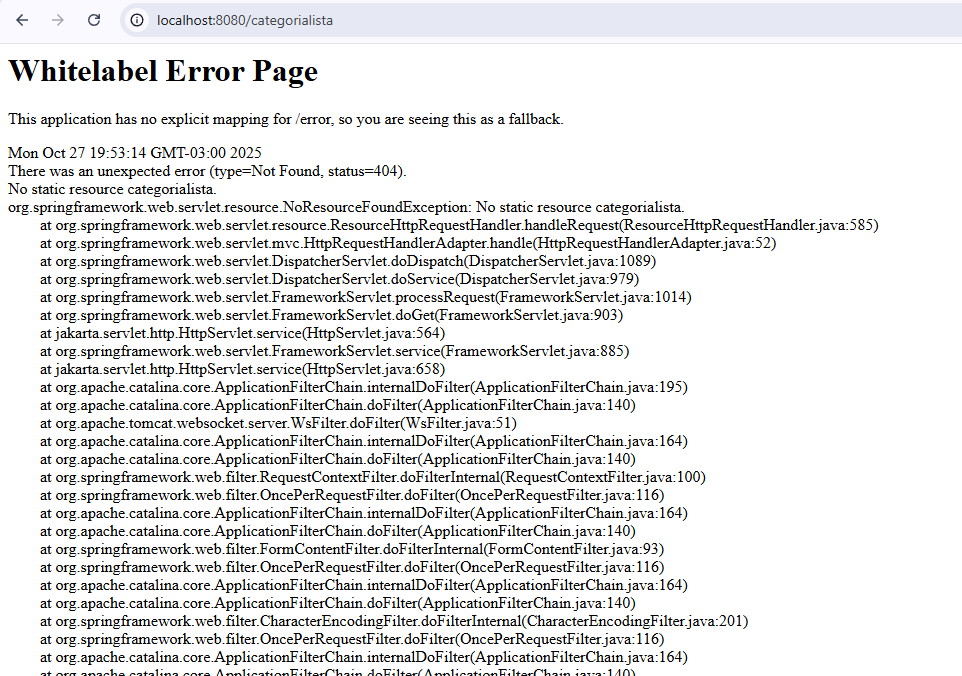 localhost:8080/categorialista
Whitelabel Error Page
This application has no explicit mapping for /error, so you are seeing this as a fallback.
Mon Oct 27 19:53:14 GMT-03:00 2025
There was an unexpected error (type=Not Found, status=404).
No static resource categorialista.
org.springframework.web.servlet.resource.NoResourceFoundException: No static resource categorialista.
at org.springframework.web.servlet.resource.ResourceHttpRequestHandler.handleRequest(ResourceHttpRequestHandler.java:585)
at org.springframework.web.servlet.mvc.HttpRequestHandlerAdapter.handle(HttpRequestHandlerAdapter.java:52)
at org.springframework.web.servlet.DispatcherServlet.doDispatch(DispatcherServlet.java:1089)
at org.springframework.web.servlet.DispatcherServlet.doService(DispatcherServlet.java:979)
at org.springframework.web.servlet.FrameworkServlet.processRequest(FrameworkServlet.java:1014)
at org.springframework.web.servlet.FrameworkServlet.doGet(FrameworkServlet.java:903)
at jakarta.servlet.http.HttpServlet.service(HttpServlet.java:564)
at org.springframework.web.servlet.FrameworkServlet.service(FrameworkServlet.java:885)
at jakarta.servlet.http.HttpServlet.service(HttpServlet.java:658)
at org.apache.catalina.core.ApplicationFilterChain.internalDoFilter(ApplicationFilterChain.java:195)
at org.apache.catalina.core.ApplicationFilterChain.doFilter(ApplicationFilterChain.java:140)
at org.apache.tomcat.websocket.server.WsFilter.doFilter(WsFilter.java:51)
at org.apache.catalina.core.ApplicationFilterChain.internalDoFilter(ApplicationFilterChain.java:164)
at org.apache.catalina.core.ApplicationFilterChain.doFilter(ApplicationFilterChain.java:140)
at org.springframework.web.filter.RequestContextFilter.doFilterInternal(RequestContextFilter.java:100)
at org.springframework.web.filter.OncePerRequestFilter.doFilter(OncePerRequestFilter.java:116)
at org.apache.catalina.core.ApplicationFilterChain.internalDoFilter(ApplicationFilterChain.java:164)
at org.apache.catalina.core.ApplicationFilterChain.doFilter(ApplicationFilterChain.java:140)
at org.springframework.web.filter.FormContentFilter.doFilterInternal(FormContentFilter.java:93)
at org.springframework.web.filter.OncePerRequestFilter.doFilter(OncePerRequestFilter.java:116)
at org.apache.catalina.core.ApplicationFilterChain.internalDoFilter(ApplicationFilterChain.java:164)
at org.apache.catalina.core.ApplicationFilterChain.doFilter(ApplicationFilterChain.java:140)
at org.springframework.web.filter.CharacterEncodingFilter.doFilterInternal(CharacterEncodingFilter.java:201)
at org.springframework.web.filter.OncePerRequestFilter.doFilter(OncePerRequestFilter.java:116)
at org.apache.catalina.core.ApplicationFilterChain.internalDoFilter(ApplicationFilterChain.java:164)
at org.apache.catalina.core.ApplicationFilterChain.doFilter(ApplicationFilterChain.java:140)